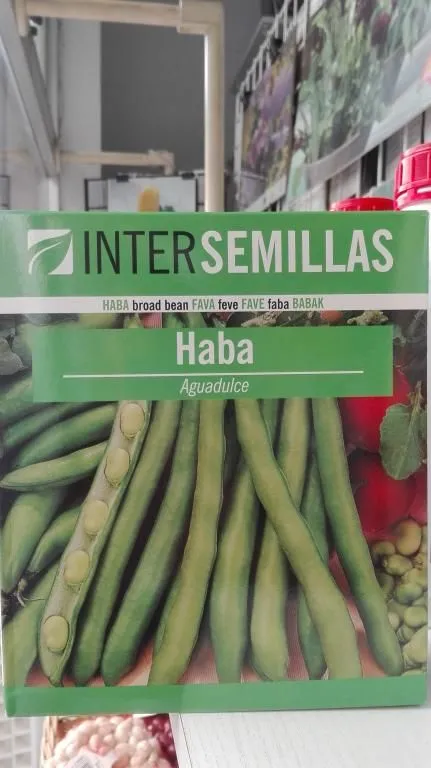 INTERSEMILLAS
HABA broad bean FAVA feve FAVE faba BABAK
Haba
Aguadulce